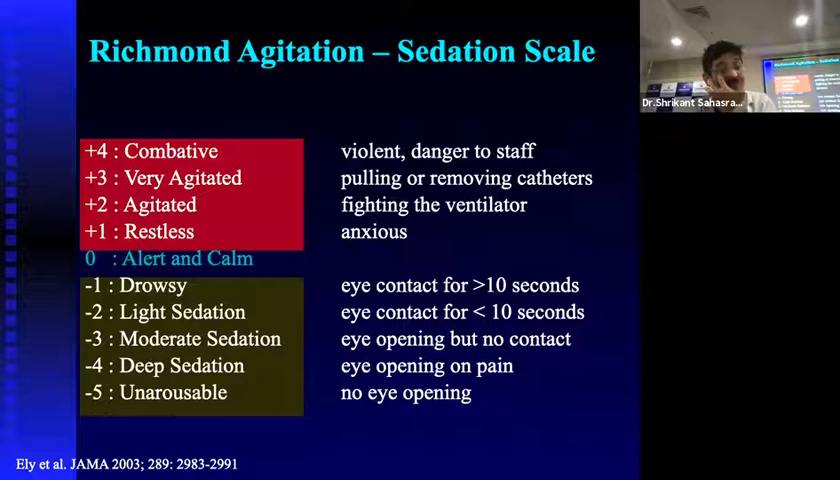 Richmond Agitation – Sedation Scale
+4 : Combative violent, danger to staff
+3 : Very Agitated pulling or removing catheters
+2 : Agitated fighting the ventilator
+1 : Restless anxious
0 : Alert and Calm
-1 : Drowsy eye contact for >10 seconds
-2 : Light Sedation eye contact for < 10 seconds
-3 : Moderate Sedation eye opening but no contact
-4 : Deep Sedation eye opening on pain
-5 : Unarousable no eye opening
Ely et al. JAMA 2003; 289: 2983-2991
Dr.Shrikant Sahasra...
Richmond Agitation – Sedation